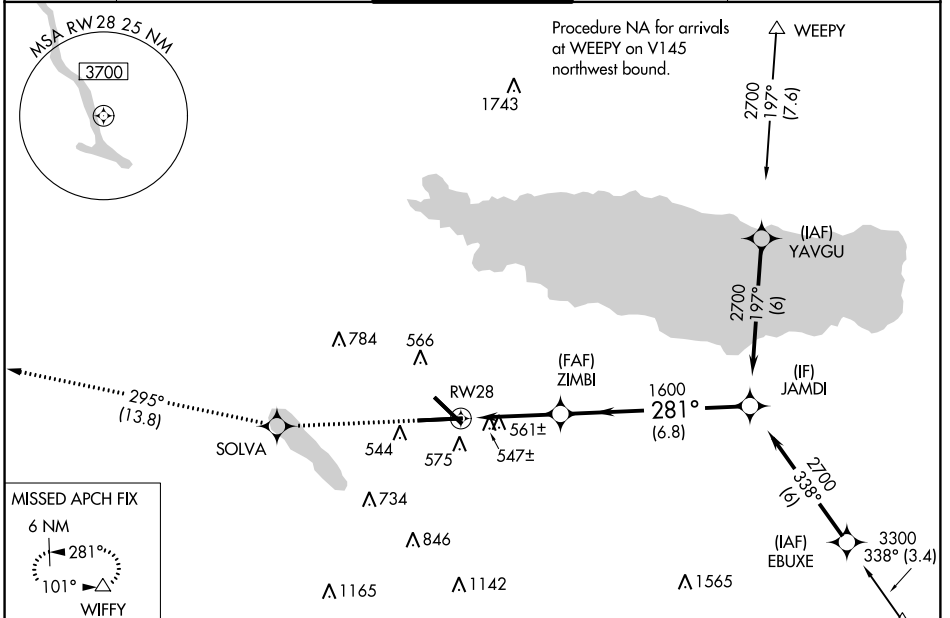 MSA RW 28 25 NM
3700
Procedure NA for arrivals
at WEEPY on V145
northwest bound.
WEEPY
1743
2700
197°
(7.6)
(IAF)
YAVGU
2700
197°
(6)
784
566
(FAF)
ZIMBI
RW28
1600
281°
(6.8)
(IF)
JAMDI
295°
(13.8)
SOLVA
544
575
561±
547±
734
846
1165
1142
1565
2700
338°
(6)
(IAF)
EBUXE
3300
338° (3.4)
MISSED APCH FIX
6 NM
281°
101°
WIFFY